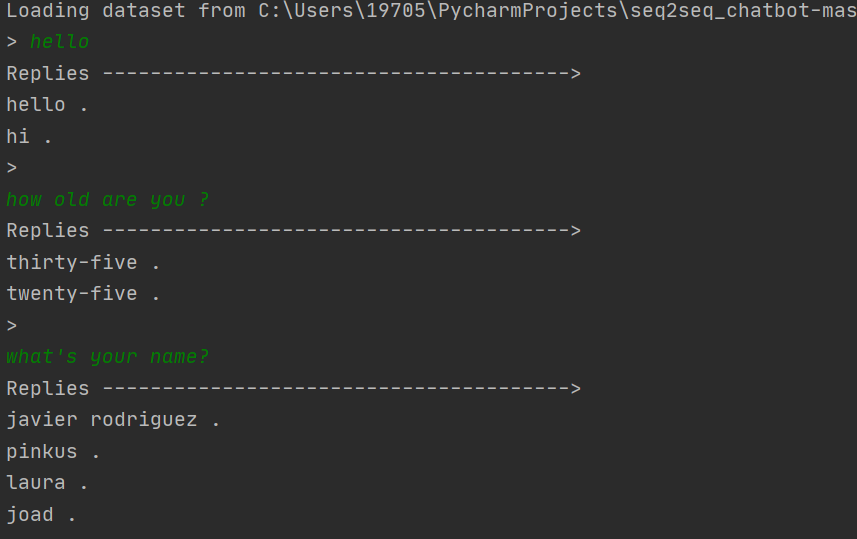 Loading dataset from C:\Users\19705\PycharmProjects\seq2seq_chatbot-mas
> hello
Replies --------------------------------------->
hello .
hi .
>
how old are you ?
Replies --------------------------------------->
thirty-five .
twenty-five .
>
what's your name?
Replies --------------------------------------->
javier rodriguez .
pinkus .
laura .
joad .